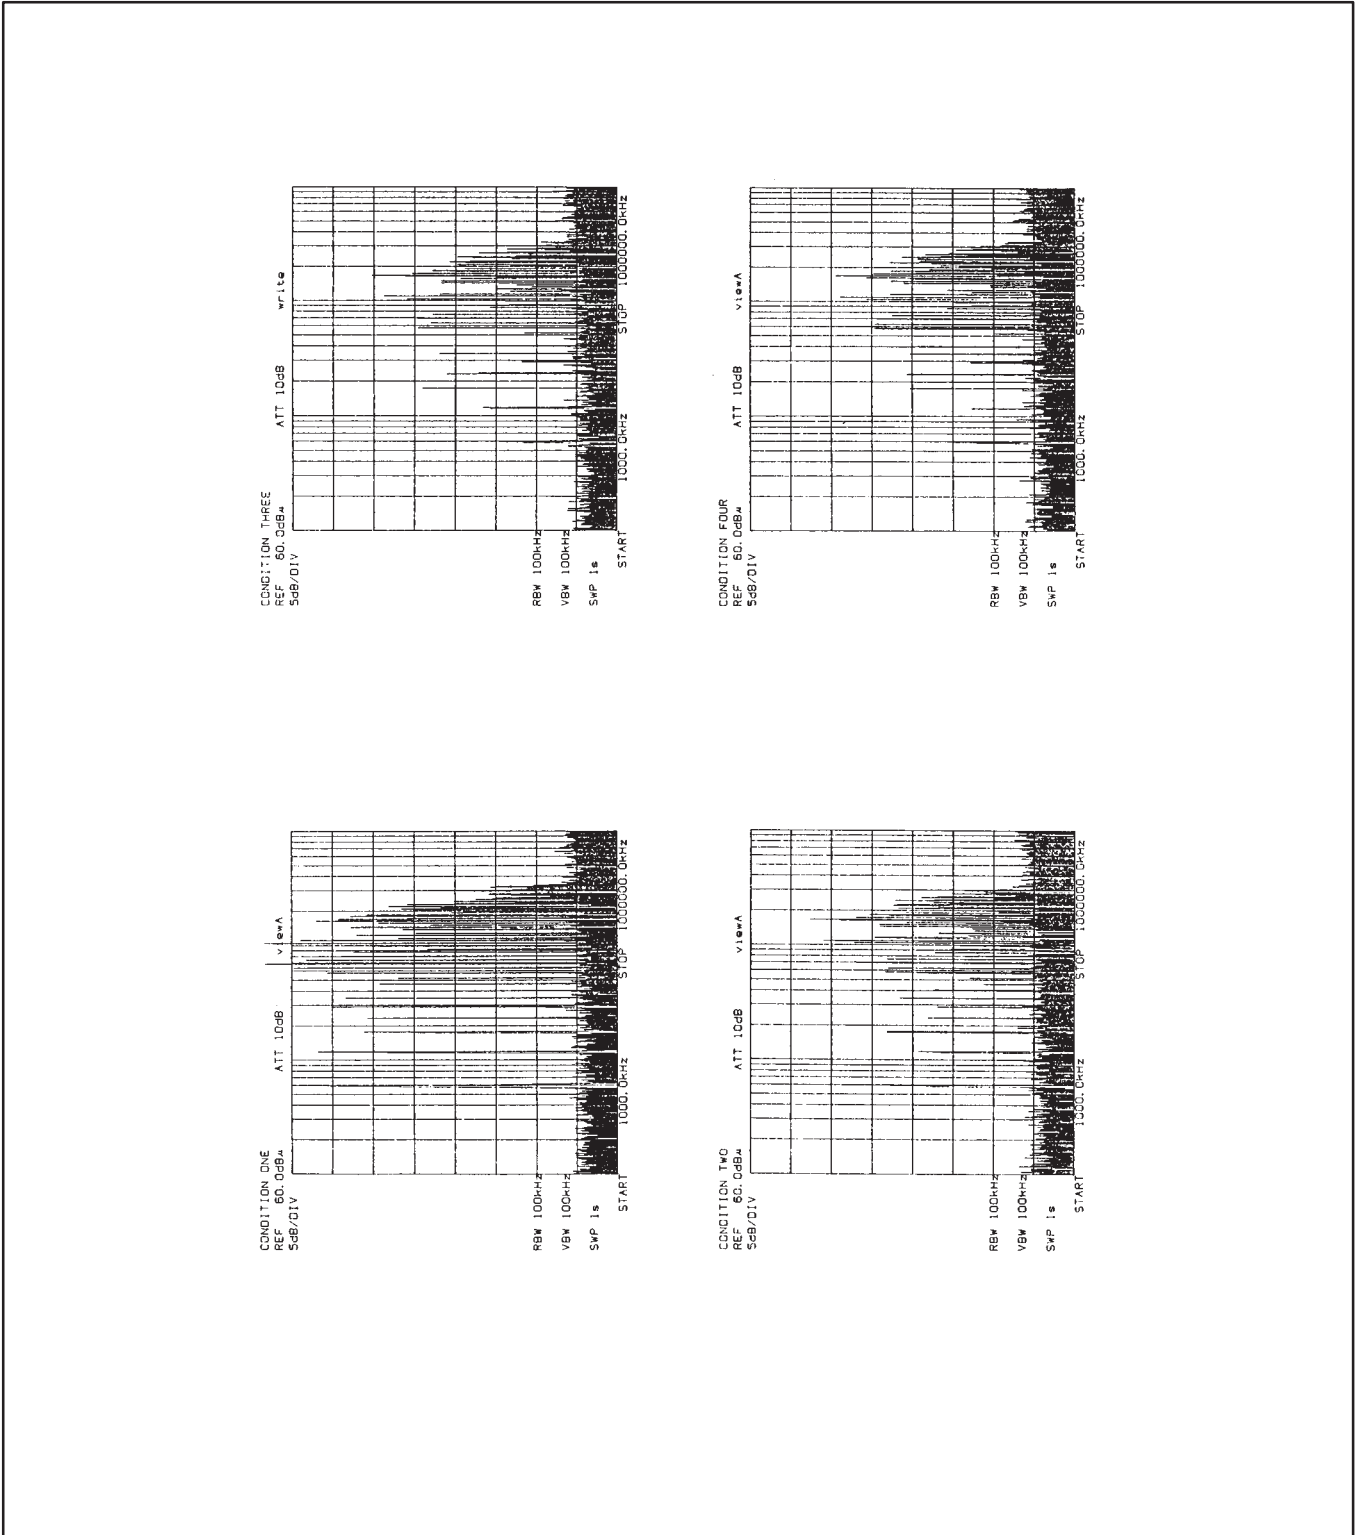 CONDITION ONE
REF 60.0dBμ ATT 10dB viewA
5dB/DIV
RBW 100kHz
VBW 100kHz
SWP 1s
START 1000.0kHz STOP 1000000.0kHz
CONDITION THREE
REF 60.0dBμ ATT 10dB write
5dB/DIV
RBW 100kHz
VBW 100kHz
SWP 1s
START 1000.0kHz STOP 1000000.0kHz
CONDITION TWO
REF 60.0dBμ ATT 10dB viewA
5dB/DIV
RBW 100kHz
VBW 100kHz
SWP 1s
START 1000.0kHz STOP 1000000.0kHz
CONDITION FOUR
REF 60.0dBμ ATT 10dB viewA
5dB/DIV
RBW 100kHz
VBW 100kHz
SWP 1s
START 1000.0kHz STOP 1000000.0kHz